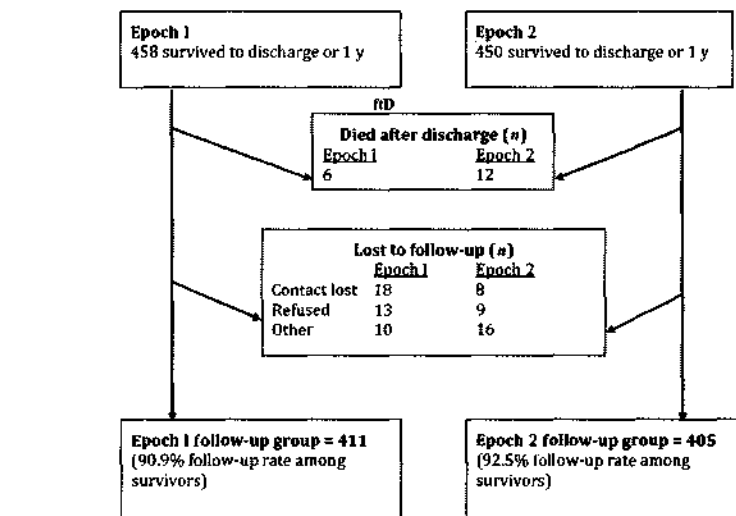 Epoch 1
458 survived to discharge or 1 y
Epoch 2
450 survived to discharge or 1 y
ftD
Died after discharge (n)
Epoch 1 Epoch 2
6 12
Lost to follow-up (n)
Epoch 1 Epoch 2
Contact lost 18 8
Refused 13 9
Other 10 16
Epoch 1 follow-up group = 411
(90.9% follow-up rate among
survivors)
Epoch 2 follow-up group = 405
(92.5% follow-up rate among
survivors)